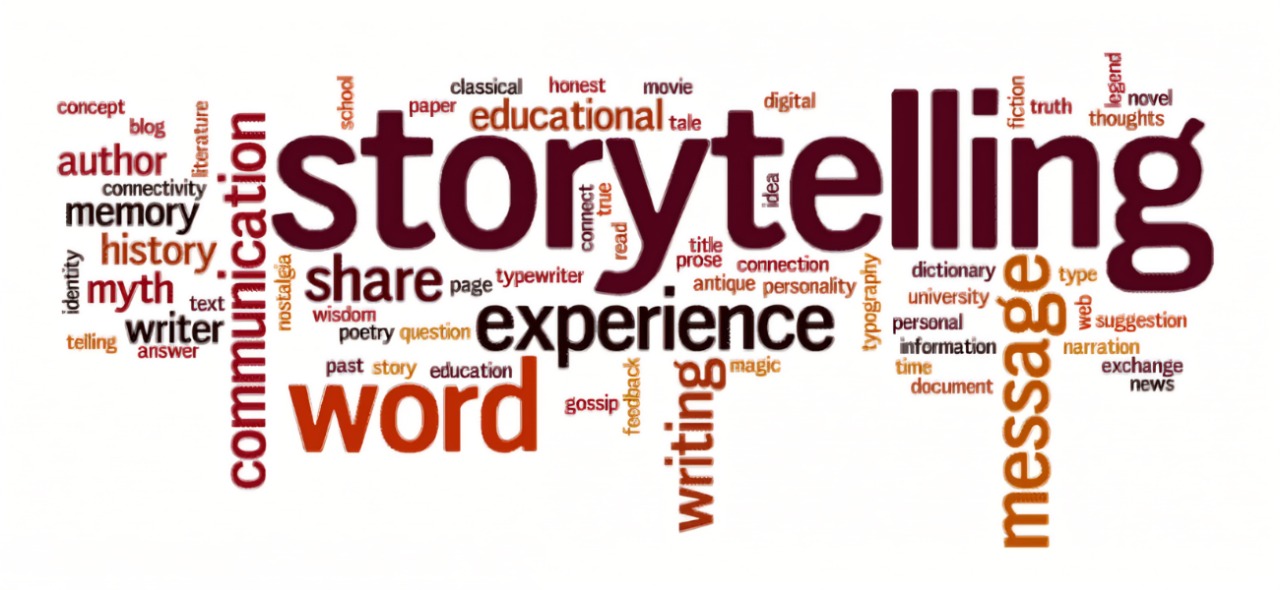 concept
blog
literature
author
connectivity
memory
history
identity
myth
text
writer
telling
answer
communication
school
storytelling
paper
classical
honest
movie
educational
tale
digital
connect
true
read
idea
fiction
truth
legend
novel
thoughts
nostalgia
share
page
typewriter
wisdom
poetry
question
experience
title
prose
connection
antique
personality
typography
dictionary
university
personal
information
time
document
message
type
web
suggestion
narration
exchange
news
past
story
education
word
gossip
feedback
writing
magic